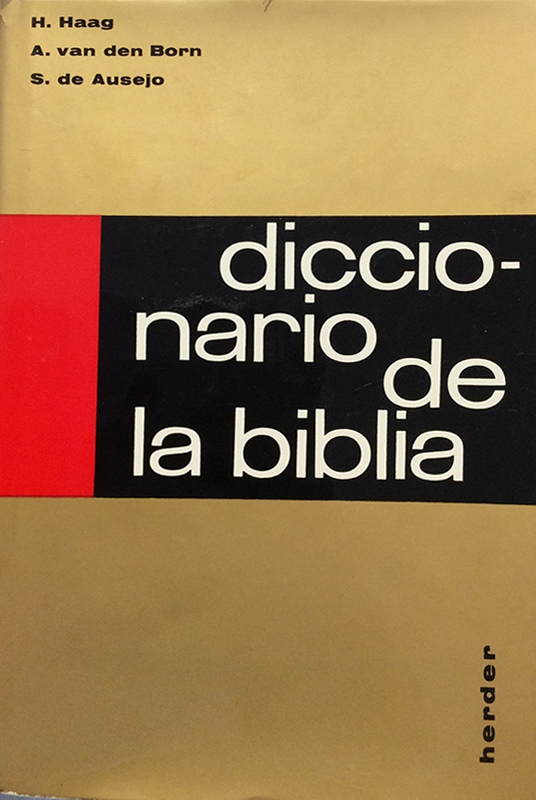 H. Haag
A. van den Born
S. de Ausejo
diccio-
nario
de
la biblia
herder